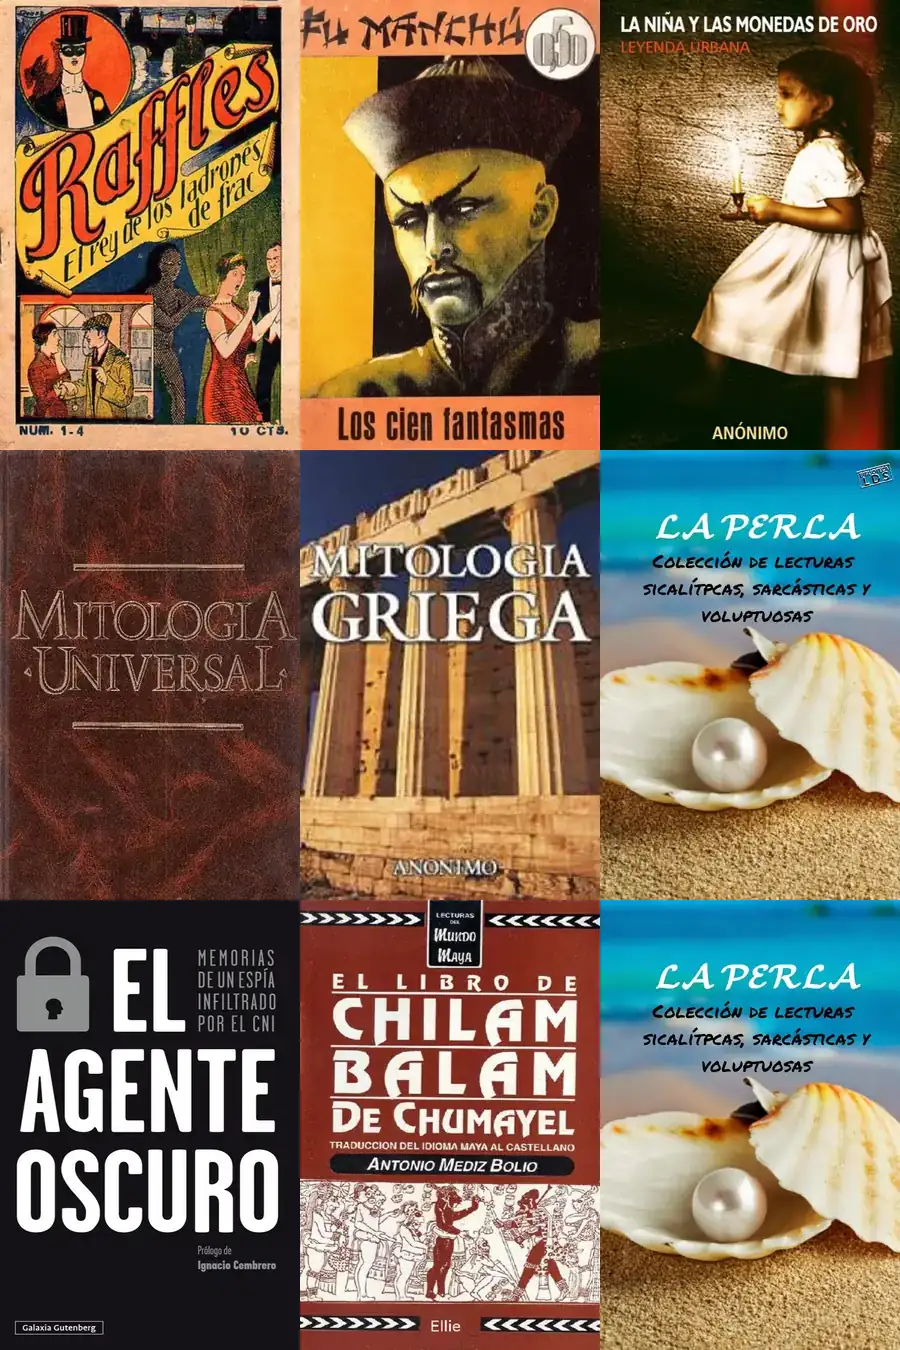 Raffles
El rey de los ladrones
de frac
NUM. 1-4
10 CTS.
FU MANCHÚ
0,50
Los cien fantasmas
LA NIÑA Y LAS MONEDAS DE ORO
LEYENDA URBANA
ANÓNIMO
MITOLOGIA
UNIVERSAL
MITOLOGIA
GRIEGA
ANONIMO
LDS
LA PERLA
Colección de lecturas
sicalítpcas, sarcásticas y
voluptuosas
EL
AGENTE
OSCURO
MEMORIAS
DE UN ESPÍA
INFILTRADO
POR EL CNI
Prólogo de
Ignacio Cembrero
Galaxia Gutenberg
LECTURAS
DEL
MUNDO
MAYA
EL LIBRO DE
CHILAM
BALAM
DE CHUMAYEL
TRADUCCION DEL IDIOMA MAYA AL CASTELLANO
ANTONIO MEDIZ BOLIO
Ellie
LA PERLA
Colección de lecturas
sicalítpcas, sarcásticas y
voluptuosas